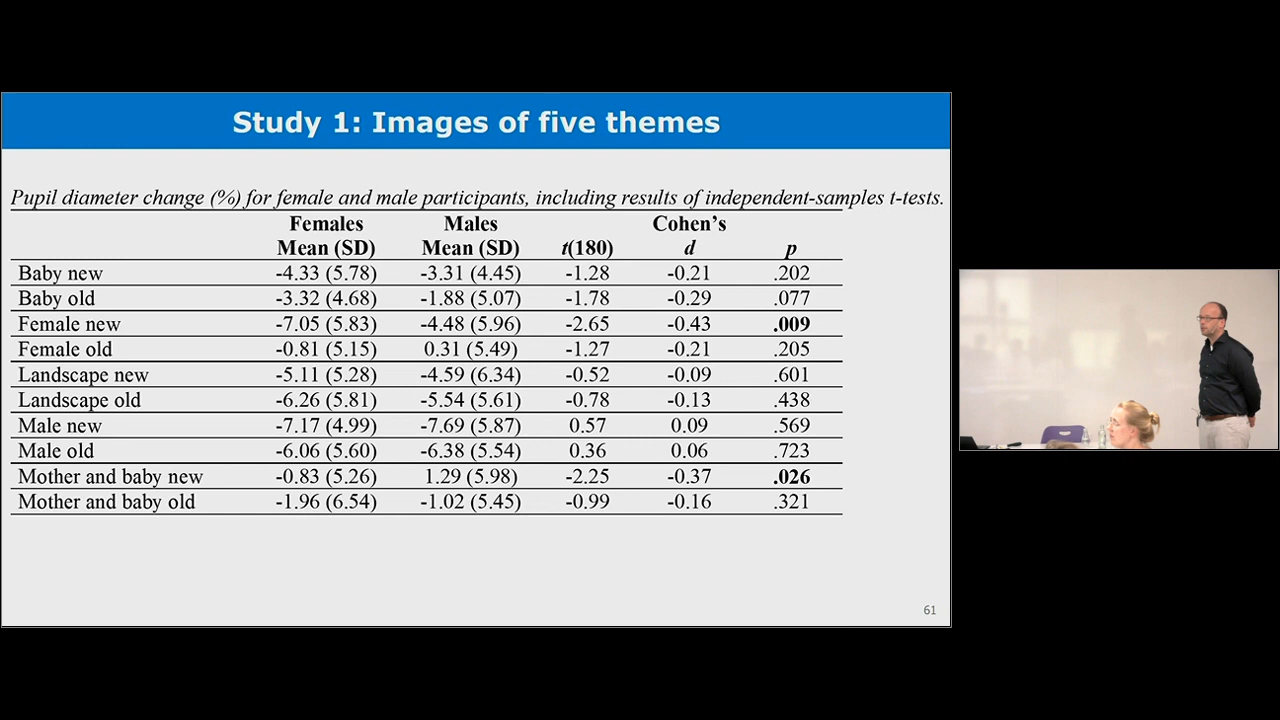 Study 1: Images of five themes
Pupil diameter change (%) for female and male participants, including results of independent-samples t-tests.
Females Males Cohen's
Mean (SD) Mean (SD) t(180) d p
Baby new -4.33 (5.78) -3.31 (4.45) -1.28 -0.21 .202
Baby old -3.32 (4.68) -1.88 (5.07) -1.78 -0.29 .077
Female new -7.05 (5.83) -4.48 (5.96) -2.65 -0.43 .009
Female old -0.81 (5.15) 0.31 (5.49) -1.27 -0.21 .205
Landscape new -5.11 (5.28) -4.59 (6.34) -0.52 -0.09 .601
Landscape old -6.26 (5.81) -5.54 (5.61) -0.78 -0.13 .438
Male new -7.17 (4.99) -7.69 (5.87) 0.57 0.09 .569
Male old -6.06 (5.60) -6.38 (5.54) 0.36 0.06 .723
Mother and baby new -0.83 (5.26) 1.29 (5.98) -2.25 -0.37 .026
Mother and baby old -1.96 (6.54) -1.02 (5.45) -0.99 -0.16 .321
61